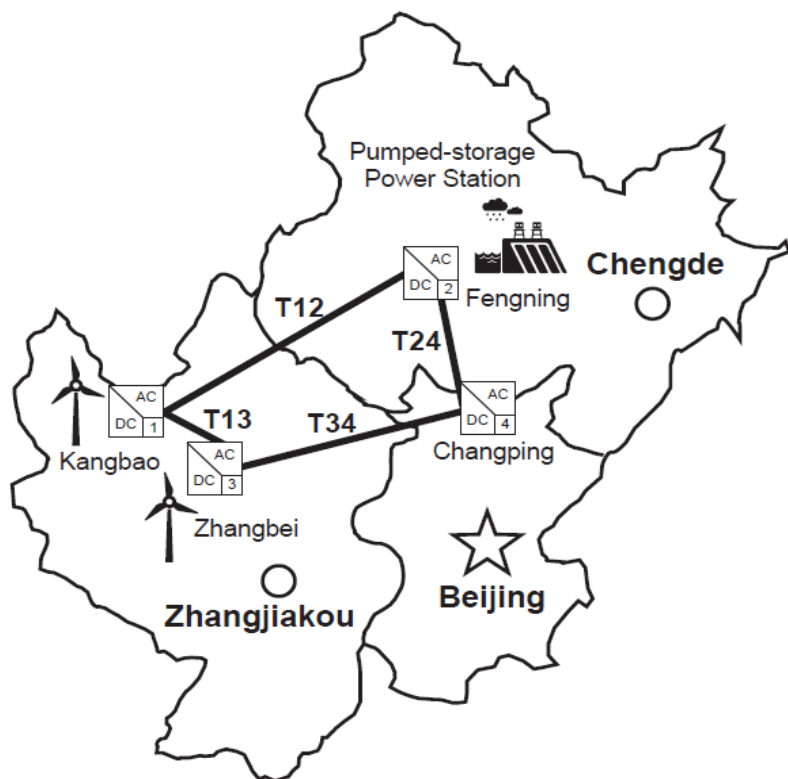 Pumped-storage
Power Station
AC
DC
2
Fengning
Chengde
T12
T24
AC
DC
1
Kangbao
T13
T34
AC
DC
4
Changping
AC
DC
3
Zhangbei
Zhangjiakou
Beijing